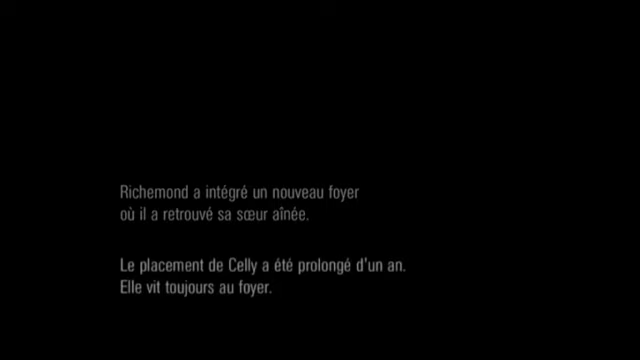 Richemond a intégré un nouveau foyer
où il a retrouvé sa sœur aînée.
Le placement de Celly a été prolongé d'un an.
Elle vit toujours au foyer.